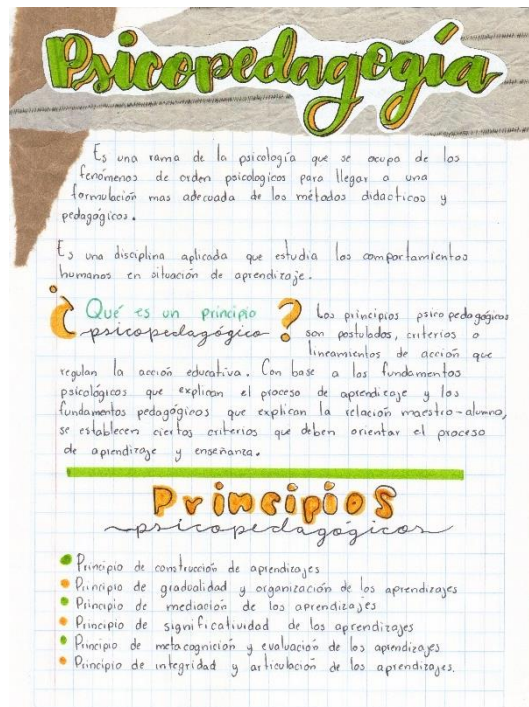 Psicopedagogía
Es una rama de la psicología que se ocupa de los
fenómenos de orden psicologicos para llegar a una
formulación mas adecuada de los métodos didacticos y
pedagógicos.
Es una disciplina aplicada que estudia los comportamientos
humanos en situación de aprendizaje.
¿Qué es un principio
psicopedagógico?
Los principios psicopedagógicos
son postulados, criterios o
lineamientos de acción que
regulan la acción educativa. Con base a los fundamentos
psicológicos que explican el proceso de aprendizaje y los
fundamentos pedagógicos que explican la relación maestro-alumno,
se establecen ciertos criterios que deben orientar el proceso
de aprendizaje y enseñanza.
Principios
psicopedagógicos
Principio de construcción de aprendizajes
Principio de gradualidad y organización de los aprendizajes
Principio de mediación de los aprendizajes
Principio de significatividad de los aprendizajes
Principio de metacognición y evaluación de los aprendizajes
Principio de integridad y articulación de los aprendizajes.